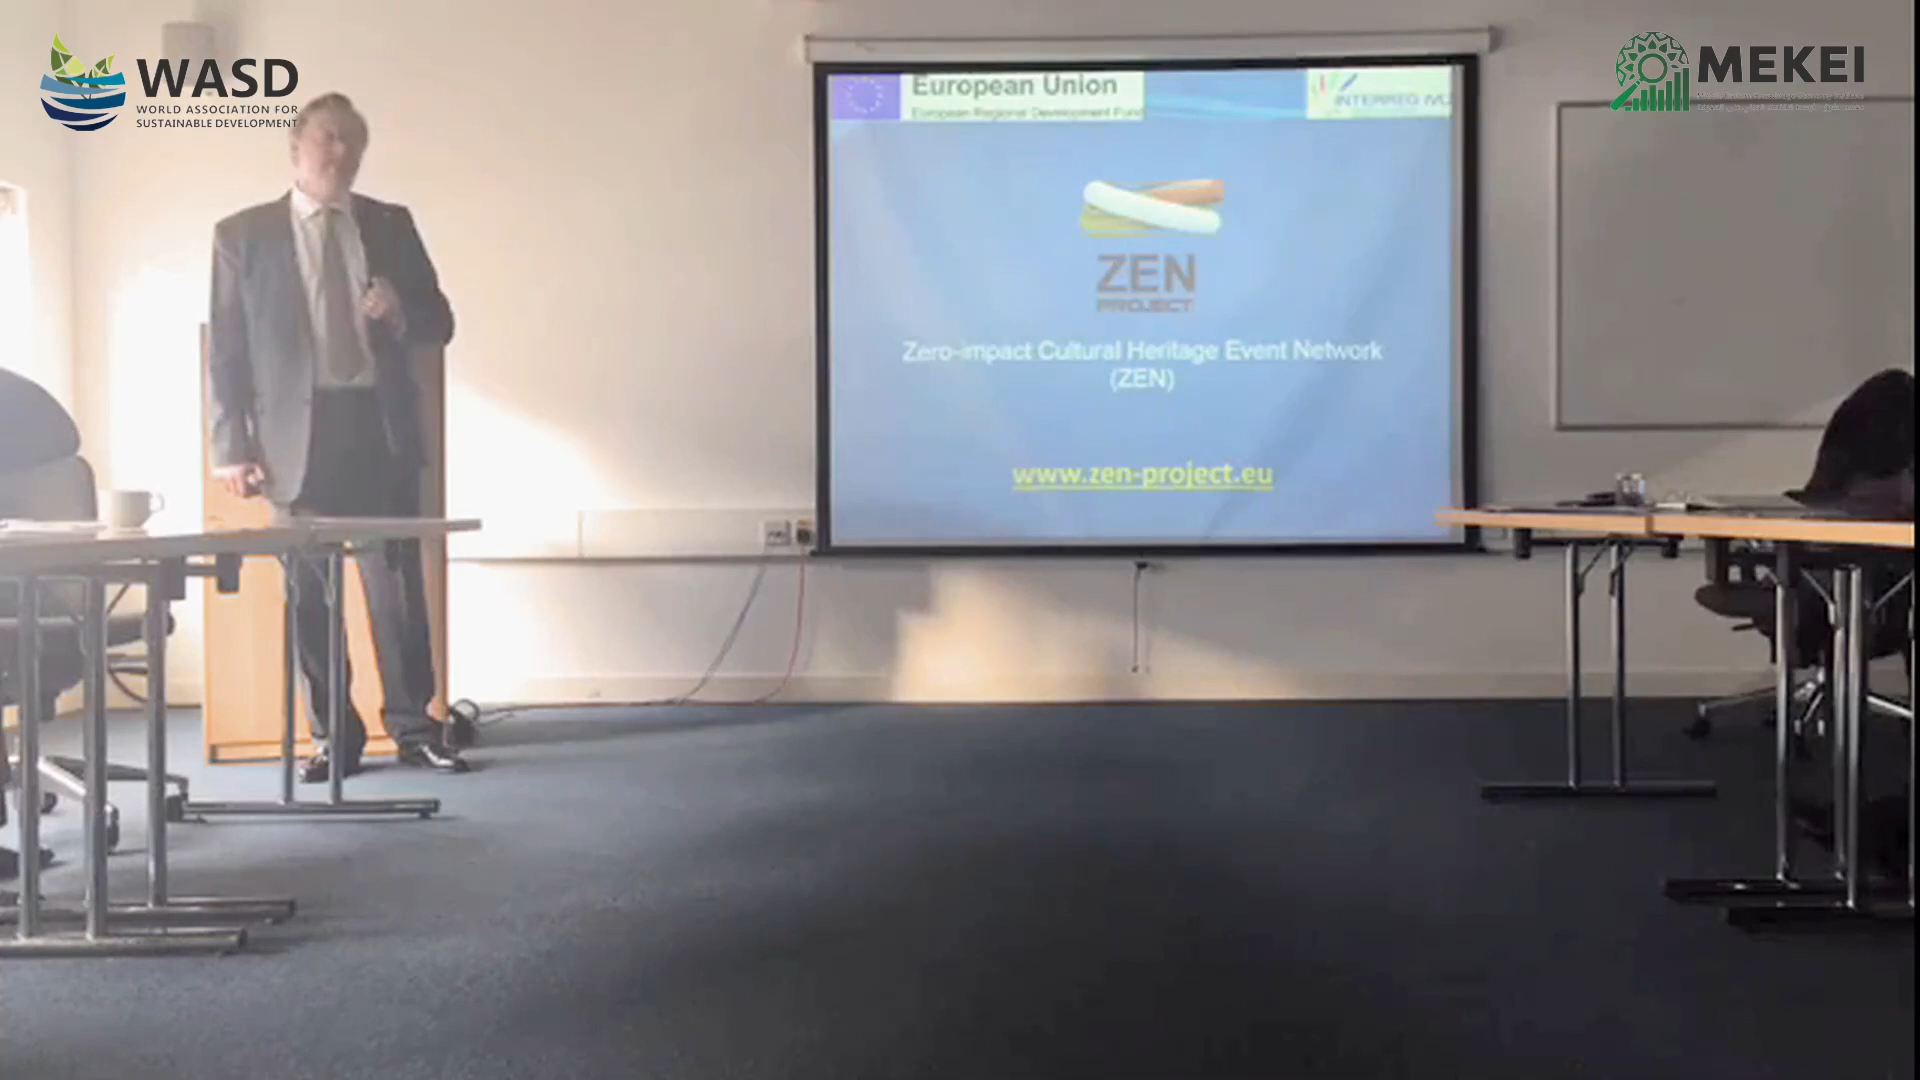 WASD
WORLD ASSOCIATION FOR
SUSTAINABLE DEVELOPMENT
MEKEI
European Union
European Regional Development Fund
INTERREG IVC
ZEN
PROJECT
Zero-impact Cultural Heritage Event Network
(ZEN)
www.zen-project.eu